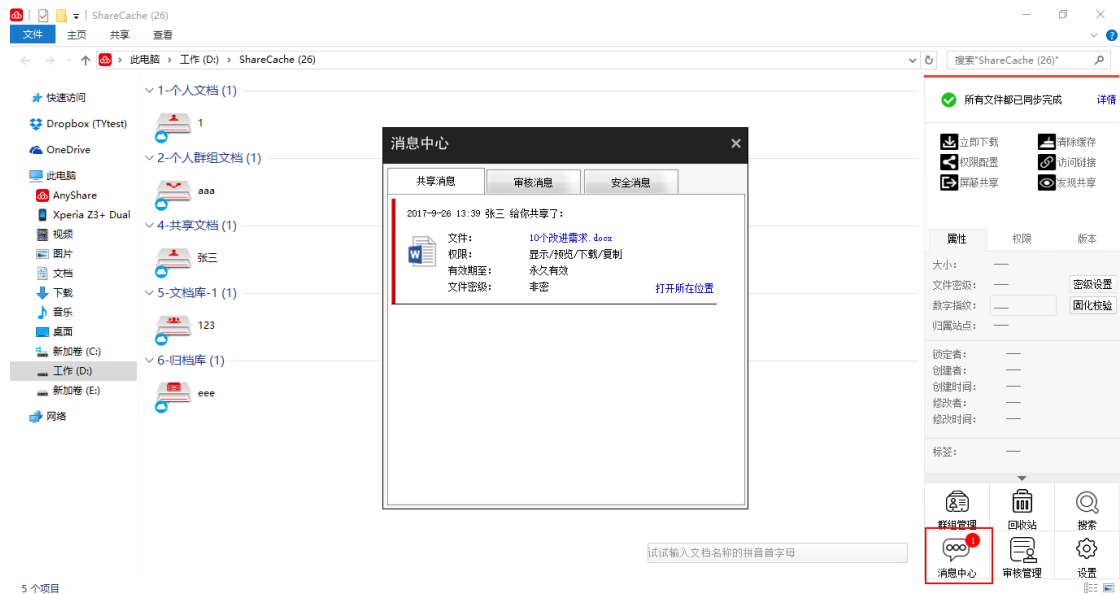 ShareCache (26)
文件 主页 共享 查看
此电脑 工作 (D:) ShareCache (26)
搜索"ShareCache (26)"
快速访问
Dropbox (TYtest)
OneDrive
此电脑
AnyShare
Xperia Z3+ Dual
视频
图片
文档
下载
音乐
桌面
新加卷 (C:)
工作 (D:)
新加卷 (E:)
网络
1-个人文档 (1)
1
2-个人群组文档 (1)
aaa
4-共享文档 (1)
张三
5-文档库-1 (1)
123
6-归档库 (1)
eee
消息中心
共享消息 审核消息 安全消息
2017-9-26 13:39 张三 给你共享了:
文件: 10个改进需求.docx
权限: 显示/预览/下载/复制
有效期至: 永久有效
文件密级: 非密 打开所在位置
试试输入文档名称的拼音首字母
所有文件都已同步完成 详情
立即下载 清除缓存
权限配置 访问链接
屏蔽共享 发现共享
属性 权限 版本
大小: —
文件密级: — 密级设置
数字指纹: — 固化校验
归属站点: —
锁定者: —
创建者: —
创建时间: —
修改者: —
修改时间: —
标签: —
群组管理 回收站 搜索
1
消息中心 审核管理 设置
5 个项目